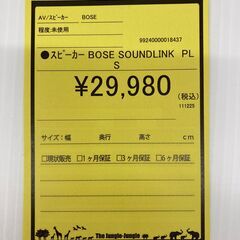 AV/スピーカー BOSE
程度:未使用
99240000018437
●スピーカー BOSE SOUNDLINK PL
S
¥29,980
(税込)
111225
サイズ:幅 奥行 高さ cm
□現状販売 □1ヶ月保証 □3ヶ月保証 □6ヶ月保証
The Jungle-Jungle